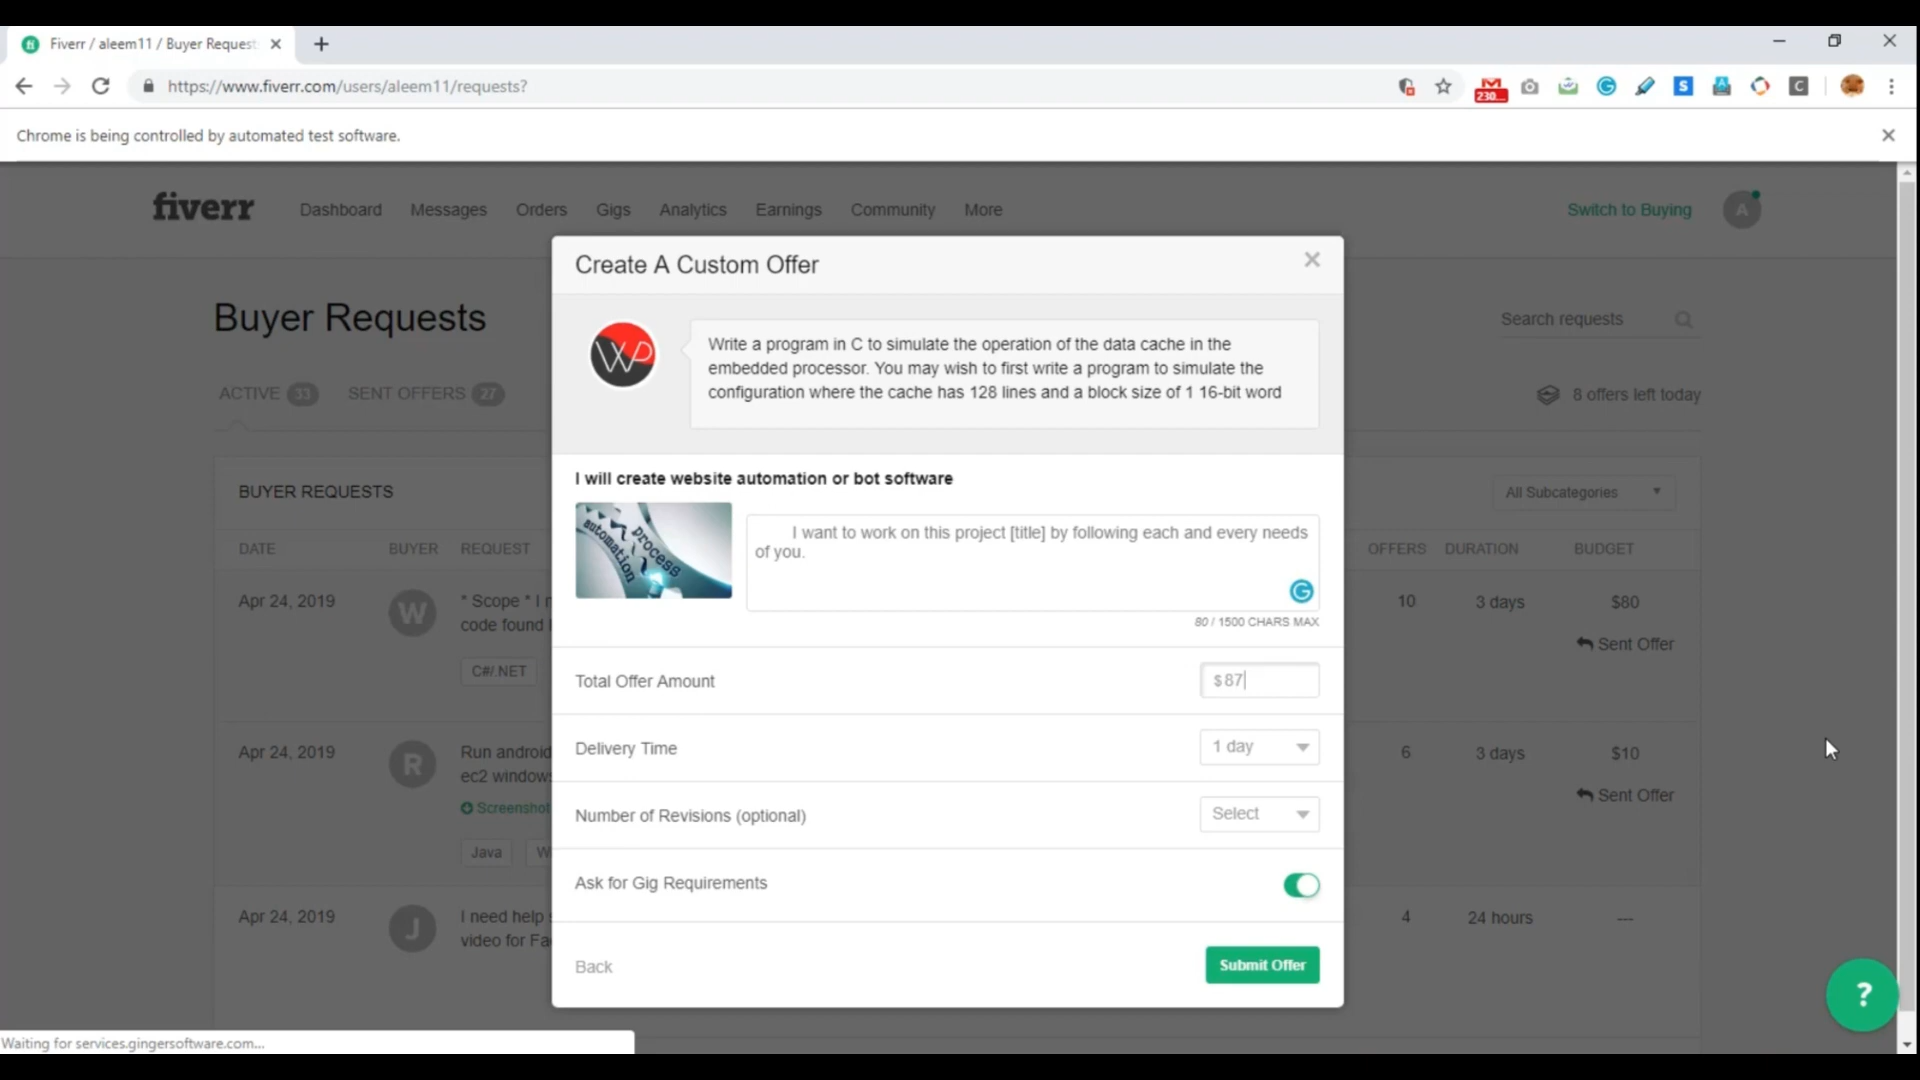 Fiverr / aleem11 / Buyer Request
https://www.fiverr.com/users/aleem11/requests?
230...
Chrome is being controlled by automated test software.
fiverr
Dashboard
Messages
Orders
Gigs
Analytics
Earnings
Community
More
Switch to Buying
A
Create A Custom Offer
Buyer Requests
Search requests
WP
Write a program in C to simulate the operation of the data cache in the
embedded processor. You may wish to first write a program to simulate the
configuration where the cache has 128 lines and a block size of 1 16-bit word
ACTIVE 33
SENT OFFERS 27
8 offers left today
I will create website automation or bot software
BUYER REQUESTS
All Subcategories
automation process
I want to work on this project [title] by following each and every needs
of you.
80 / 1500 CHARS MAX
DATE
BUYER
REQUEST
OFFERS
DURATION
BUDGET
Apr 24, 2019
W
* Scope * I
code found
C#/.NET
10
3 days
$80
Sent Offer
Total Offer Amount
$87
Apr 24, 2019
R
Run android
ec2 windows
Screenshot
Java
W
6
3 days
$10
Sent Offer
Delivery Time
1 day
Number of Revisions (optional)
Select
Ask for Gig Requirements
Apr 24, 2019
J
I need help
video for Fa
4
24 hours
---
Back
Submit Offer
?
Waiting for services.gingersoftware.com...